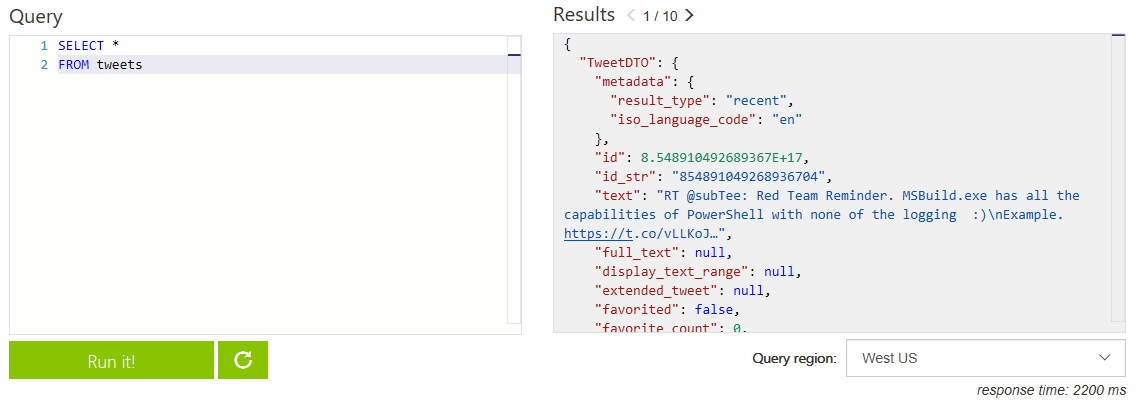 Query
1 SELECT *
2 FROM tweets
Run it!
Results < 1 / 10 >
{
"TweetDTO": {
"metadata": {
"result_type": "recent",
"iso_language_code": "en"
},
"id": 8.548910492689367E+17,
"id_str": "854891049268936704",
"text": "RT @subTee: Red Team Reminder. MSBuild.exe has all the
capabilities of PowerShell with none of the logging  :)\nExample.
https://t.co/vLLKoJ…",
"full_text": null,
"display_text_range": null,
"extended_tweet": null,
"favorited": false,
"favorite_count": 0,
Query region: West US
response time: 2200 ms